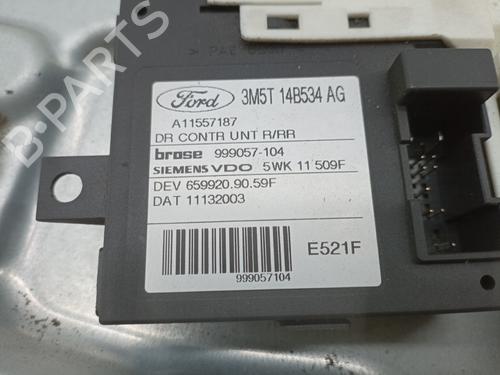 Ford 3M5T 14B534 AG
A11557187
DR CONTR UNT R/RR
brose 999057-104
SIEMENS VDO 5WK 11 509F
DEV 659920.90.59F
DAT 11132003
E521F
999057104
B-PARTS